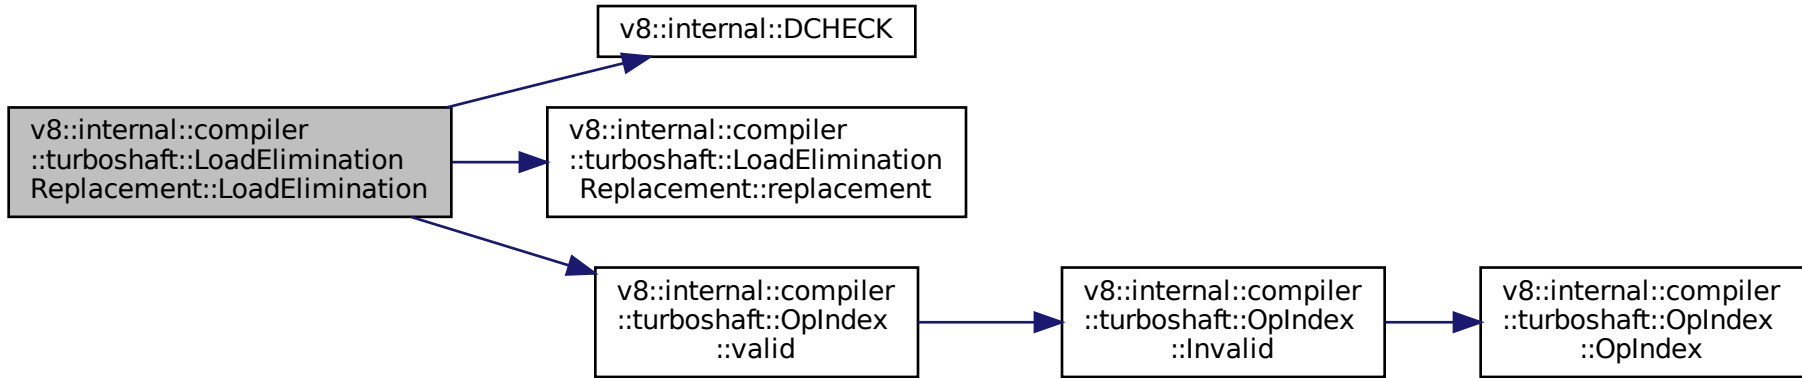 v8::internal::DCHECK
v8::internal::compiler
::turboshaft::LoadElimination
Replacement::LoadElimination
v8::internal::compiler
::turboshaft::LoadElimination
Replacement::replacement
v8::internal::compiler
::turboshaft::OpIndex
::valid
v8::internal::compiler
::turboshaft::OpIndex
::Invalid
v8::internal::compiler
::turboshaft::OpIndex
::OpIndex